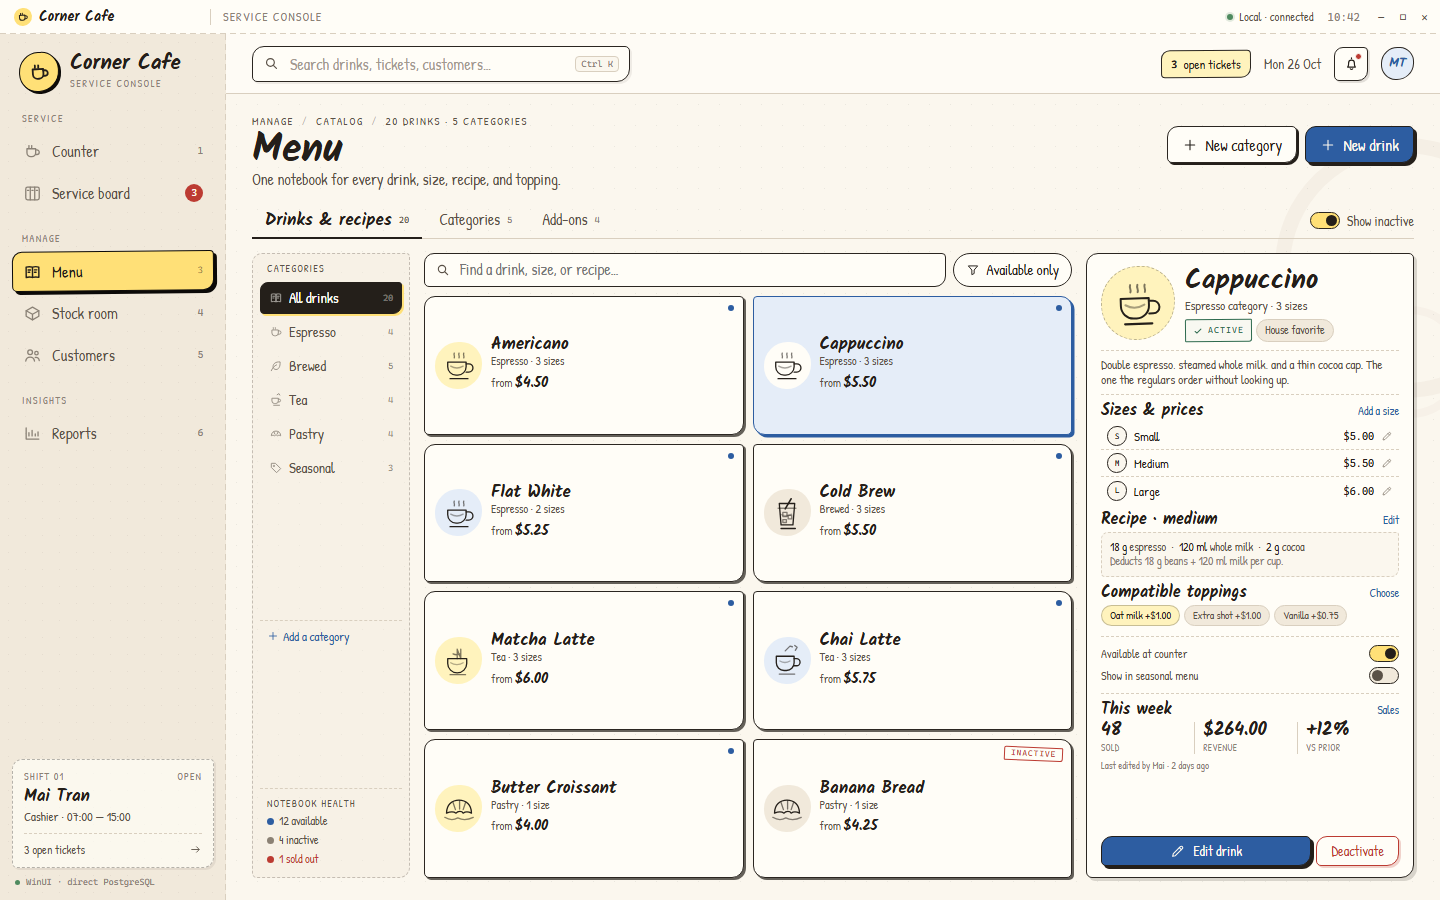 Corner Cafe
SERVICE CONSOLE
Local · connected
10:42
Corner Cafe
SERVICE CONSOLE
SERVICE
Counter 1
Service board 3
MANAGE
Menu 3
Stock room 4
Customers 5
INSIGHTS
Reports 6
SHIFT 01 OPEN
Mai Tran
Cashier · 07:00 — 15:00
3 open tickets →
WinUI · direct PostgreSQL
Search drinks, tickets, customers... Ctrl K
3 open tickets
Mon 26 Oct
MT
MANAGE / CATALOG / 20 DRINKS · 5 CATEGORIES
Menu
One notebook for every drink, size, recipe, and topping.
+ New category
+ New drink
Drinks & recipes 20
Categories 5
Add-ons 4
Show inactive
CATEGORIES
All drinks 20
Espresso 4
Brewed 5
Tea 4
Pastry 4
Seasonal 3
+ Add a category
NOTEBOOK HEALTH
12 available
4 inactive
1 sold out
Find a drink, size, or recipe...
Available only
Americano
Espresso · 3 sizes
from $4.50
Cappuccino
Espresso · 3 sizes
from $5.50
Flat White
Espresso · 2 sizes
from $5.25
Cold Brew
Brewed · 3 sizes
from $5.50
Matcha Latte
Tea · 3 sizes
from $6.00
Chai Latte
Tea · 3 sizes
from $5.75
Butter Croissant
Pastry · 1 size
from $4.00
INACTIVE
Banana Bread
Pastry · 1 size
from $4.25
Cappuccino
Espresso category · 3 sizes
✓ ACTIVE
House favorite
Double espresso, steamed whole milk, and a thin cocoa cap. The
one the regulars order without looking up.
Sizes & prices Add a size
S Small $5.00
M Medium $5.50
L Large $6.00
Recipe · medium Edit
18 g espresso · 120 ml whole milk · 2 g cocoa
Deducts 18 g beans + 120 ml milk per cup.
Compatible toppings Choose
Oat milk +$1.00
Extra shot +$1.00
Vanilla +$0.75
Available at counter
Show in seasonal menu
This week Sales
48 $264.00 +12%
SOLD REVENUE VS PRIOR
Last edited by Mai · 2 days ago
Edit drink
Deactivate